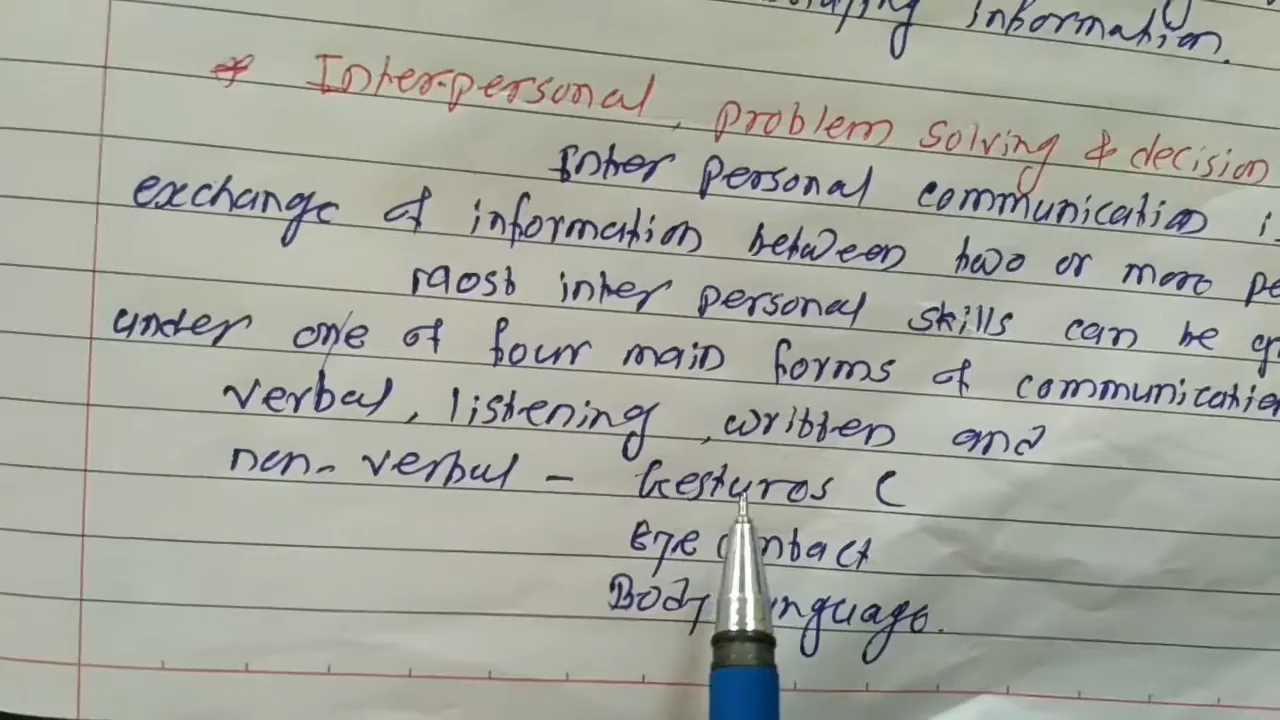 information.
* Interpersonal, problem solving & decision
Inter personal communication
exchange of information between two or more
Most inter personal skills can be
under one of four main forms of communication
verbal, listening, written and
non-verbal - Gestures (
Eye contact
Body language.